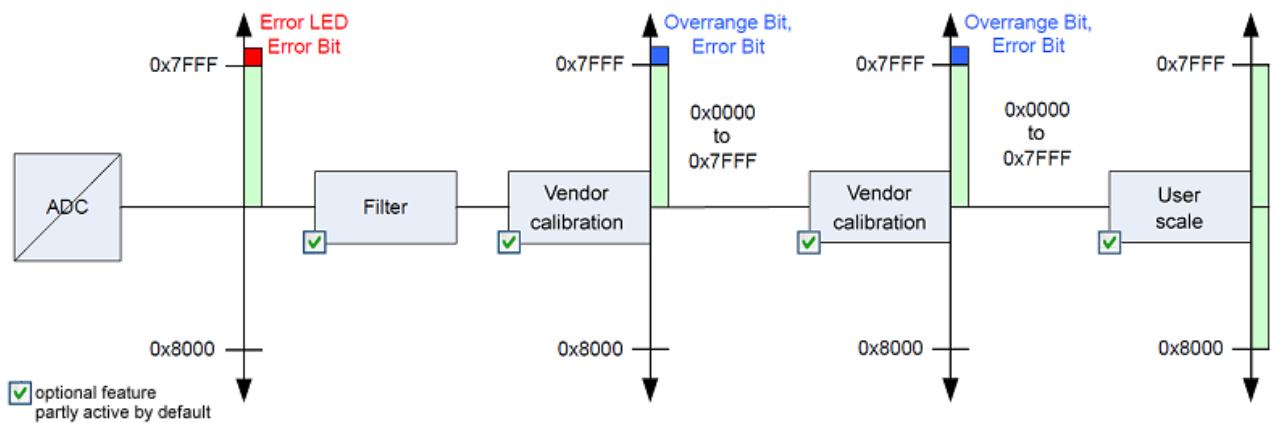 Error LED
Error Bit
0x7FFF
Overrange Bit,
Error Bit
0x7FFF
Overrange Bit,
Error Bit
0x7FFF
0x7FFF
0x0000
to
0x7FFF
0x0000
to
0x7FFF
ADC
Filter
Vendor
calibration
Vendor
calibration
User
scale
0x8000
0x8000
0x8000
0x8000
optional feature
partly active by default